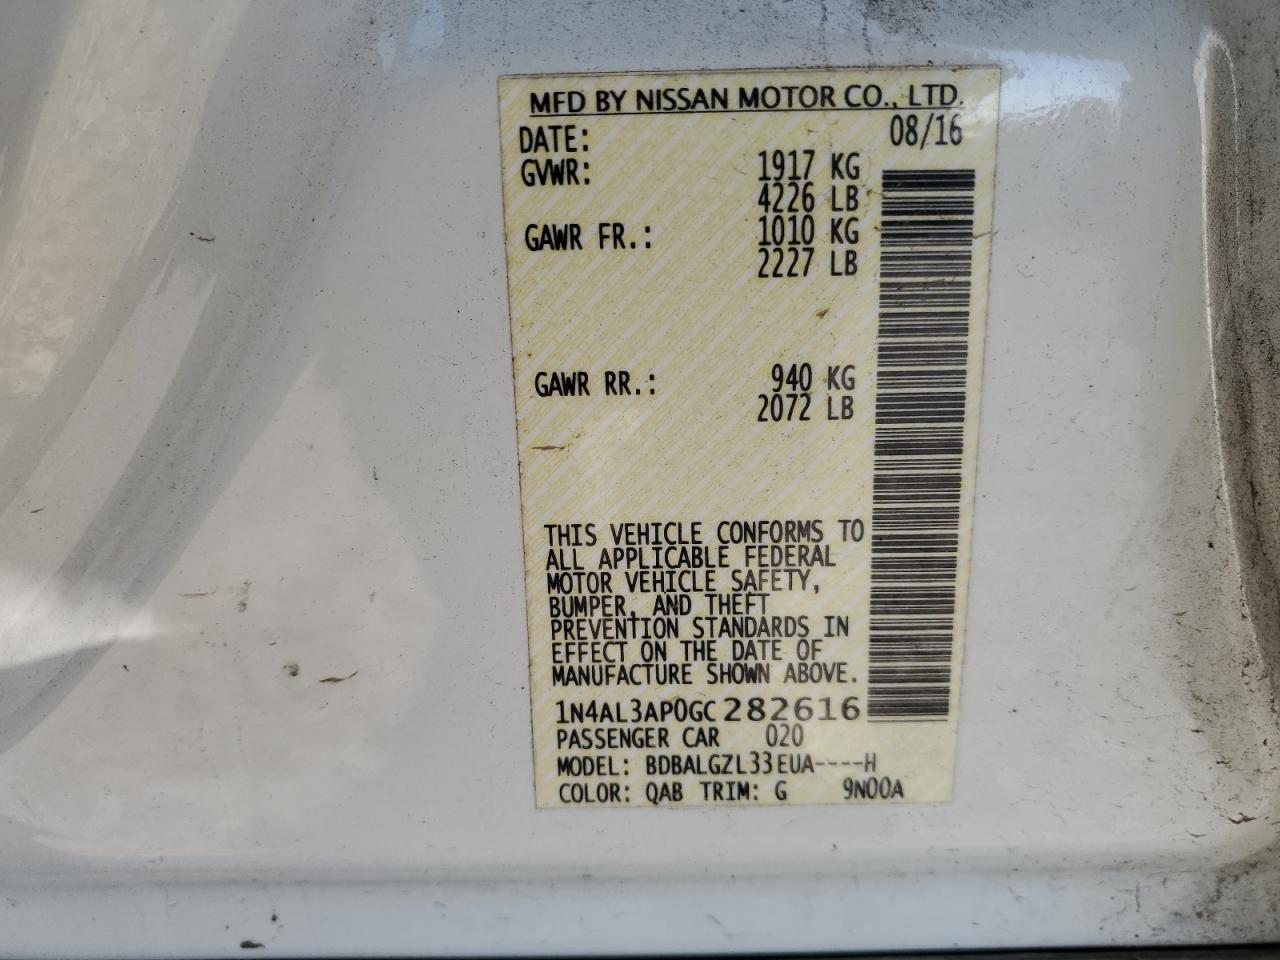 MFD BY NISSAN MOTOR CO., LTD.
DATE: 08/16
GVWR: 1917 KG
4226 LB
GAWR FR.: 1010 KG
2227 LB
GAWR RR.: 940 KG
2072 LB
THIS VEHICLE CONFORMS TO
ALL APPLICABLE FEDERAL
MOTOR VEHICLE SAFETY,
BUMPER, AND THEFT
PREVENTION STANDARDS IN
EFFECT ON THE DATE OF
MANUFACTURE SHOWN ABOVE.
1N4AL3AP0GC282616
PASSENGER CAR 020
MODEL: BDBALGZL33EUA----H
COLOR: QAB TRIM: G 9N00A